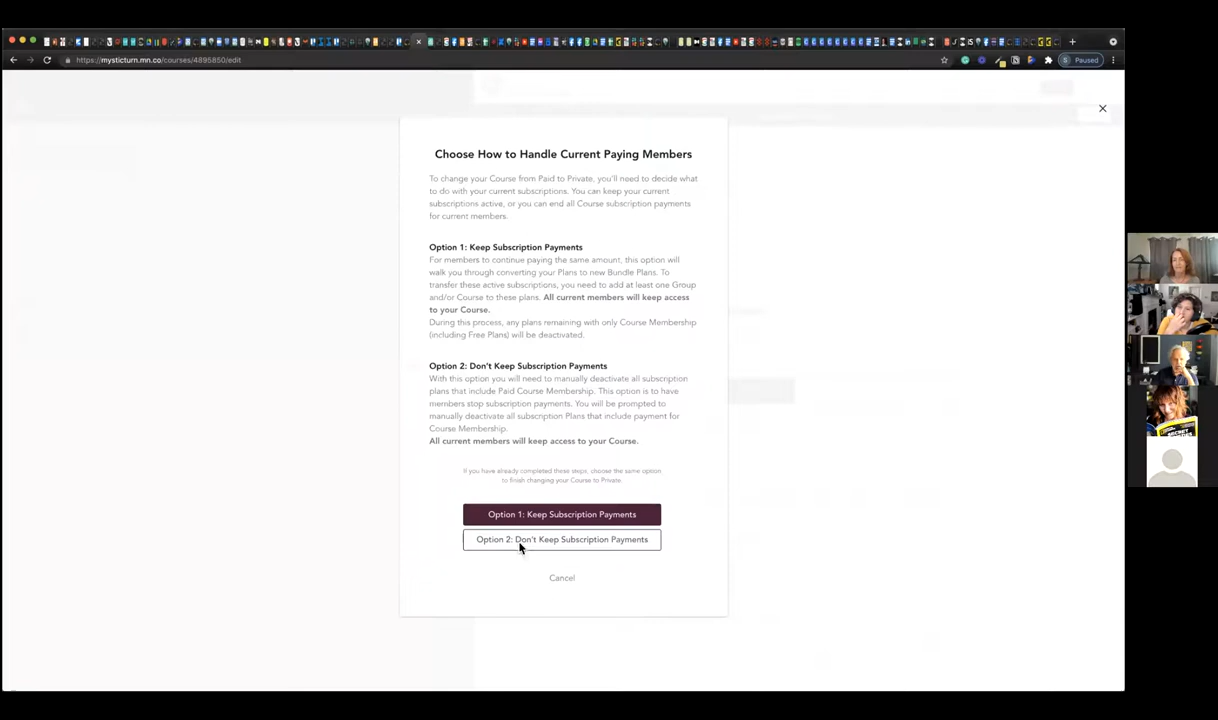 https://mysticturn.mn.co/courses/4895850/edit
Paused
Choose How to Handle Current Paying Members
To change your Course from Paid to Private, you'll need to decide what
to do with your current subscriptions. You can keep your current
subscriptions active, or you can end all Course subscription payments
for current members.
Option 1: Keep Subscription Payments
For members to continue paying the same amount, this option will
walk you through converting your Plans to new Bundle Plans. To
transfer these active subscriptions, you need to add at least one Group
and/or Course to these plans. All current members will keep access
to your Course.
During this process, any plans remaining with only Course Membership
(including Free Plans) will be deactivated.
Option 2: Don't Keep Subscription Payments
With this option you will need to manually deactivate all subscription
plans that include Paid Course Membership. This option is to have
members stop subscription payments. You will be prompted to
manually deactivate all subscription Plans that include payment for
Course Membership.
All current members will keep access to your Course.
If you have already completed these steps, choose the same option
to finish changing your Course to Private.
Option 1: Keep Subscription Payments
Option 2: Don't Keep Subscription Payments
Cancel